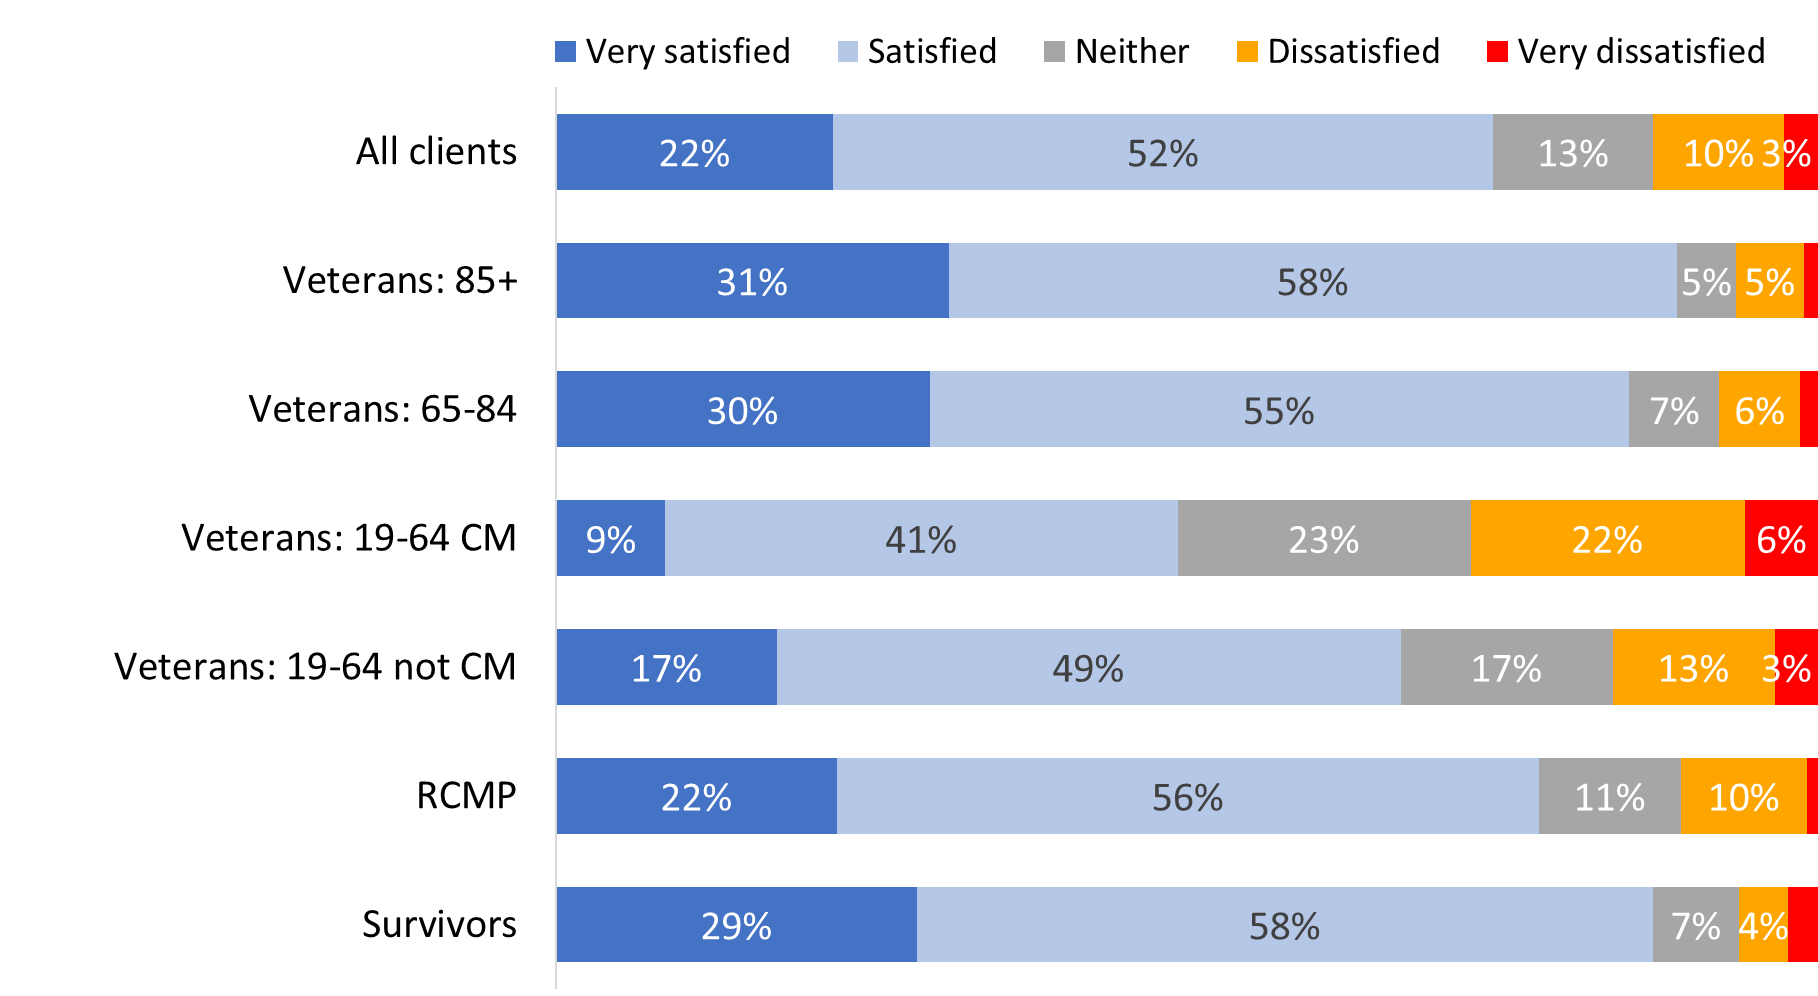 Very satisfied Satisfied Neither Dissatisfied Very dissatisfied
All clients 22% 52% 13% 10% 3%
Veterans: 85+ 31% 58% 5% 5%
Veterans: 65-84 30% 55% 7% 6%
Veterans: 19-64 CM 9% 41% 23% 22% 6%
Veterans: 19-64 not CM 17% 49% 17% 13% 3%
RCMP 22% 56% 11% 10%
Survivors 29% 58% 7% 4%